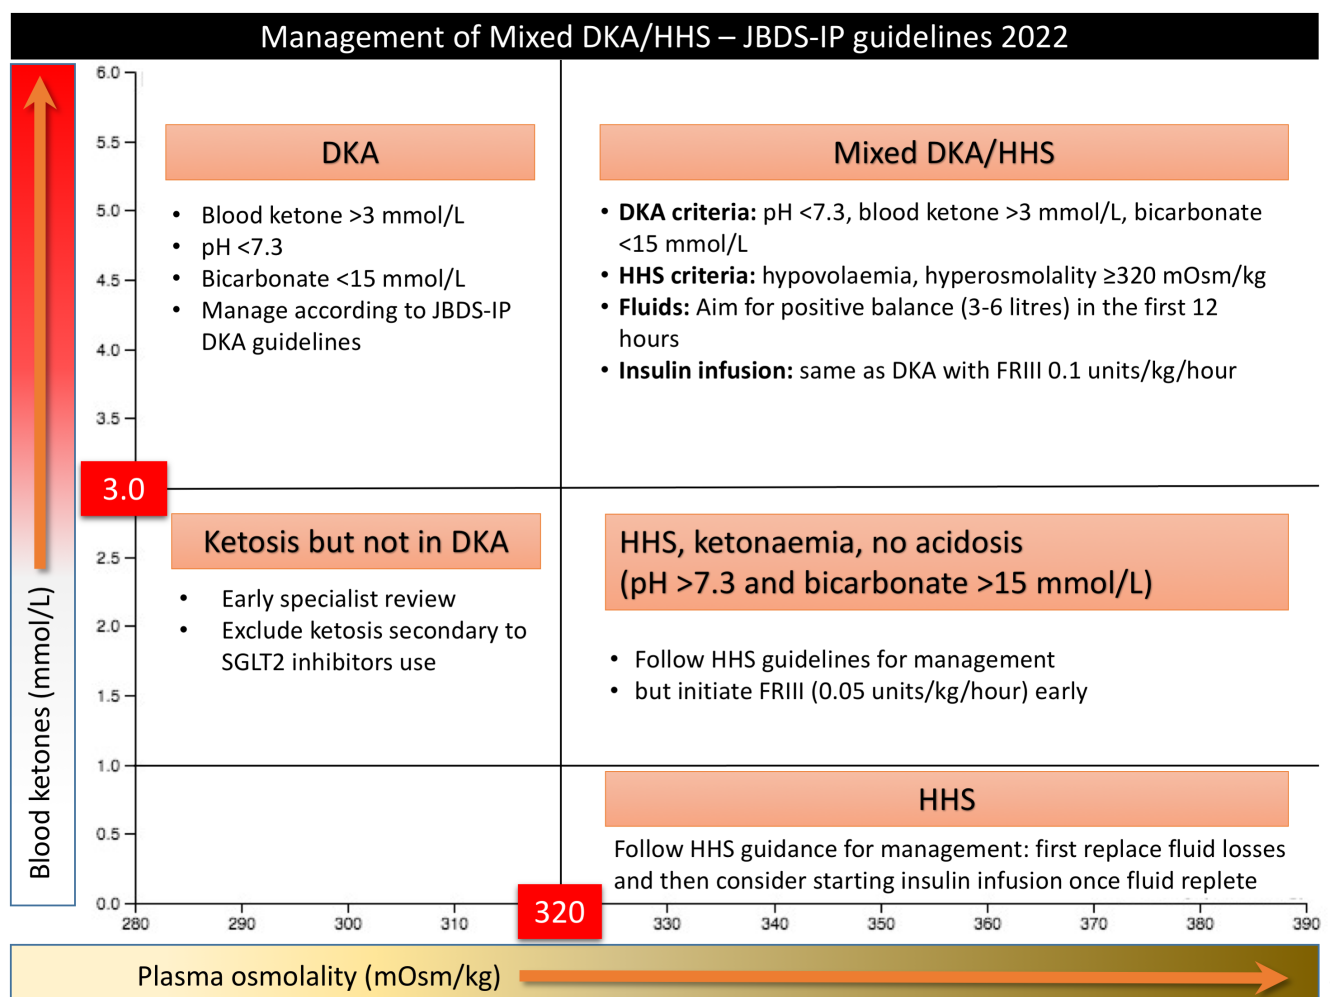 Management of Mixed DKA/HHS – JBDS-IP guidelines 2022
Blood ketones (mmol/L)
6.0
5.5
5.0
4.5
4.0
3.5
3.0
2.5
2.0
1.5
1.0
0.5
0.0
DKA
• Blood ketone >3 mmol/L
• pH <7.3
• Bicarbonate <15 mmol/L
• Manage according to JBDS-IP
DKA guidelines
Mixed DKA/HHS
• DKA criteria: pH <7.3, blood ketone >3 mmol/L, bicarbonate
<15 mmol/L
• HHS criteria: hypovolaemia, hyperosmolality ≥320 mOsm/kg
• Fluids: Aim for positive balance (3-6 litres) in the first 12
hours
• Insulin infusion: same as DKA with FRIII 0.1 units/kg/hour
Ketosis but not in DKA
• Early specialist review
• Exclude ketosis secondary to
SGLT2 inhibitors use
HHS, ketonaemia, no acidosis
(pH >7.3 and bicarbonate >15 mmol/L)
• Follow HHS guidelines for management
• but initiate FRIII (0.05 units/kg/hour) early
HHS
Follow HHS guidance for management: first replace fluid losses
and then consider starting insulin infusion once fluid replete
280 290 300 310 320 330 340 350 360 370 380 390
Plasma osmolality (mOsm/kg)